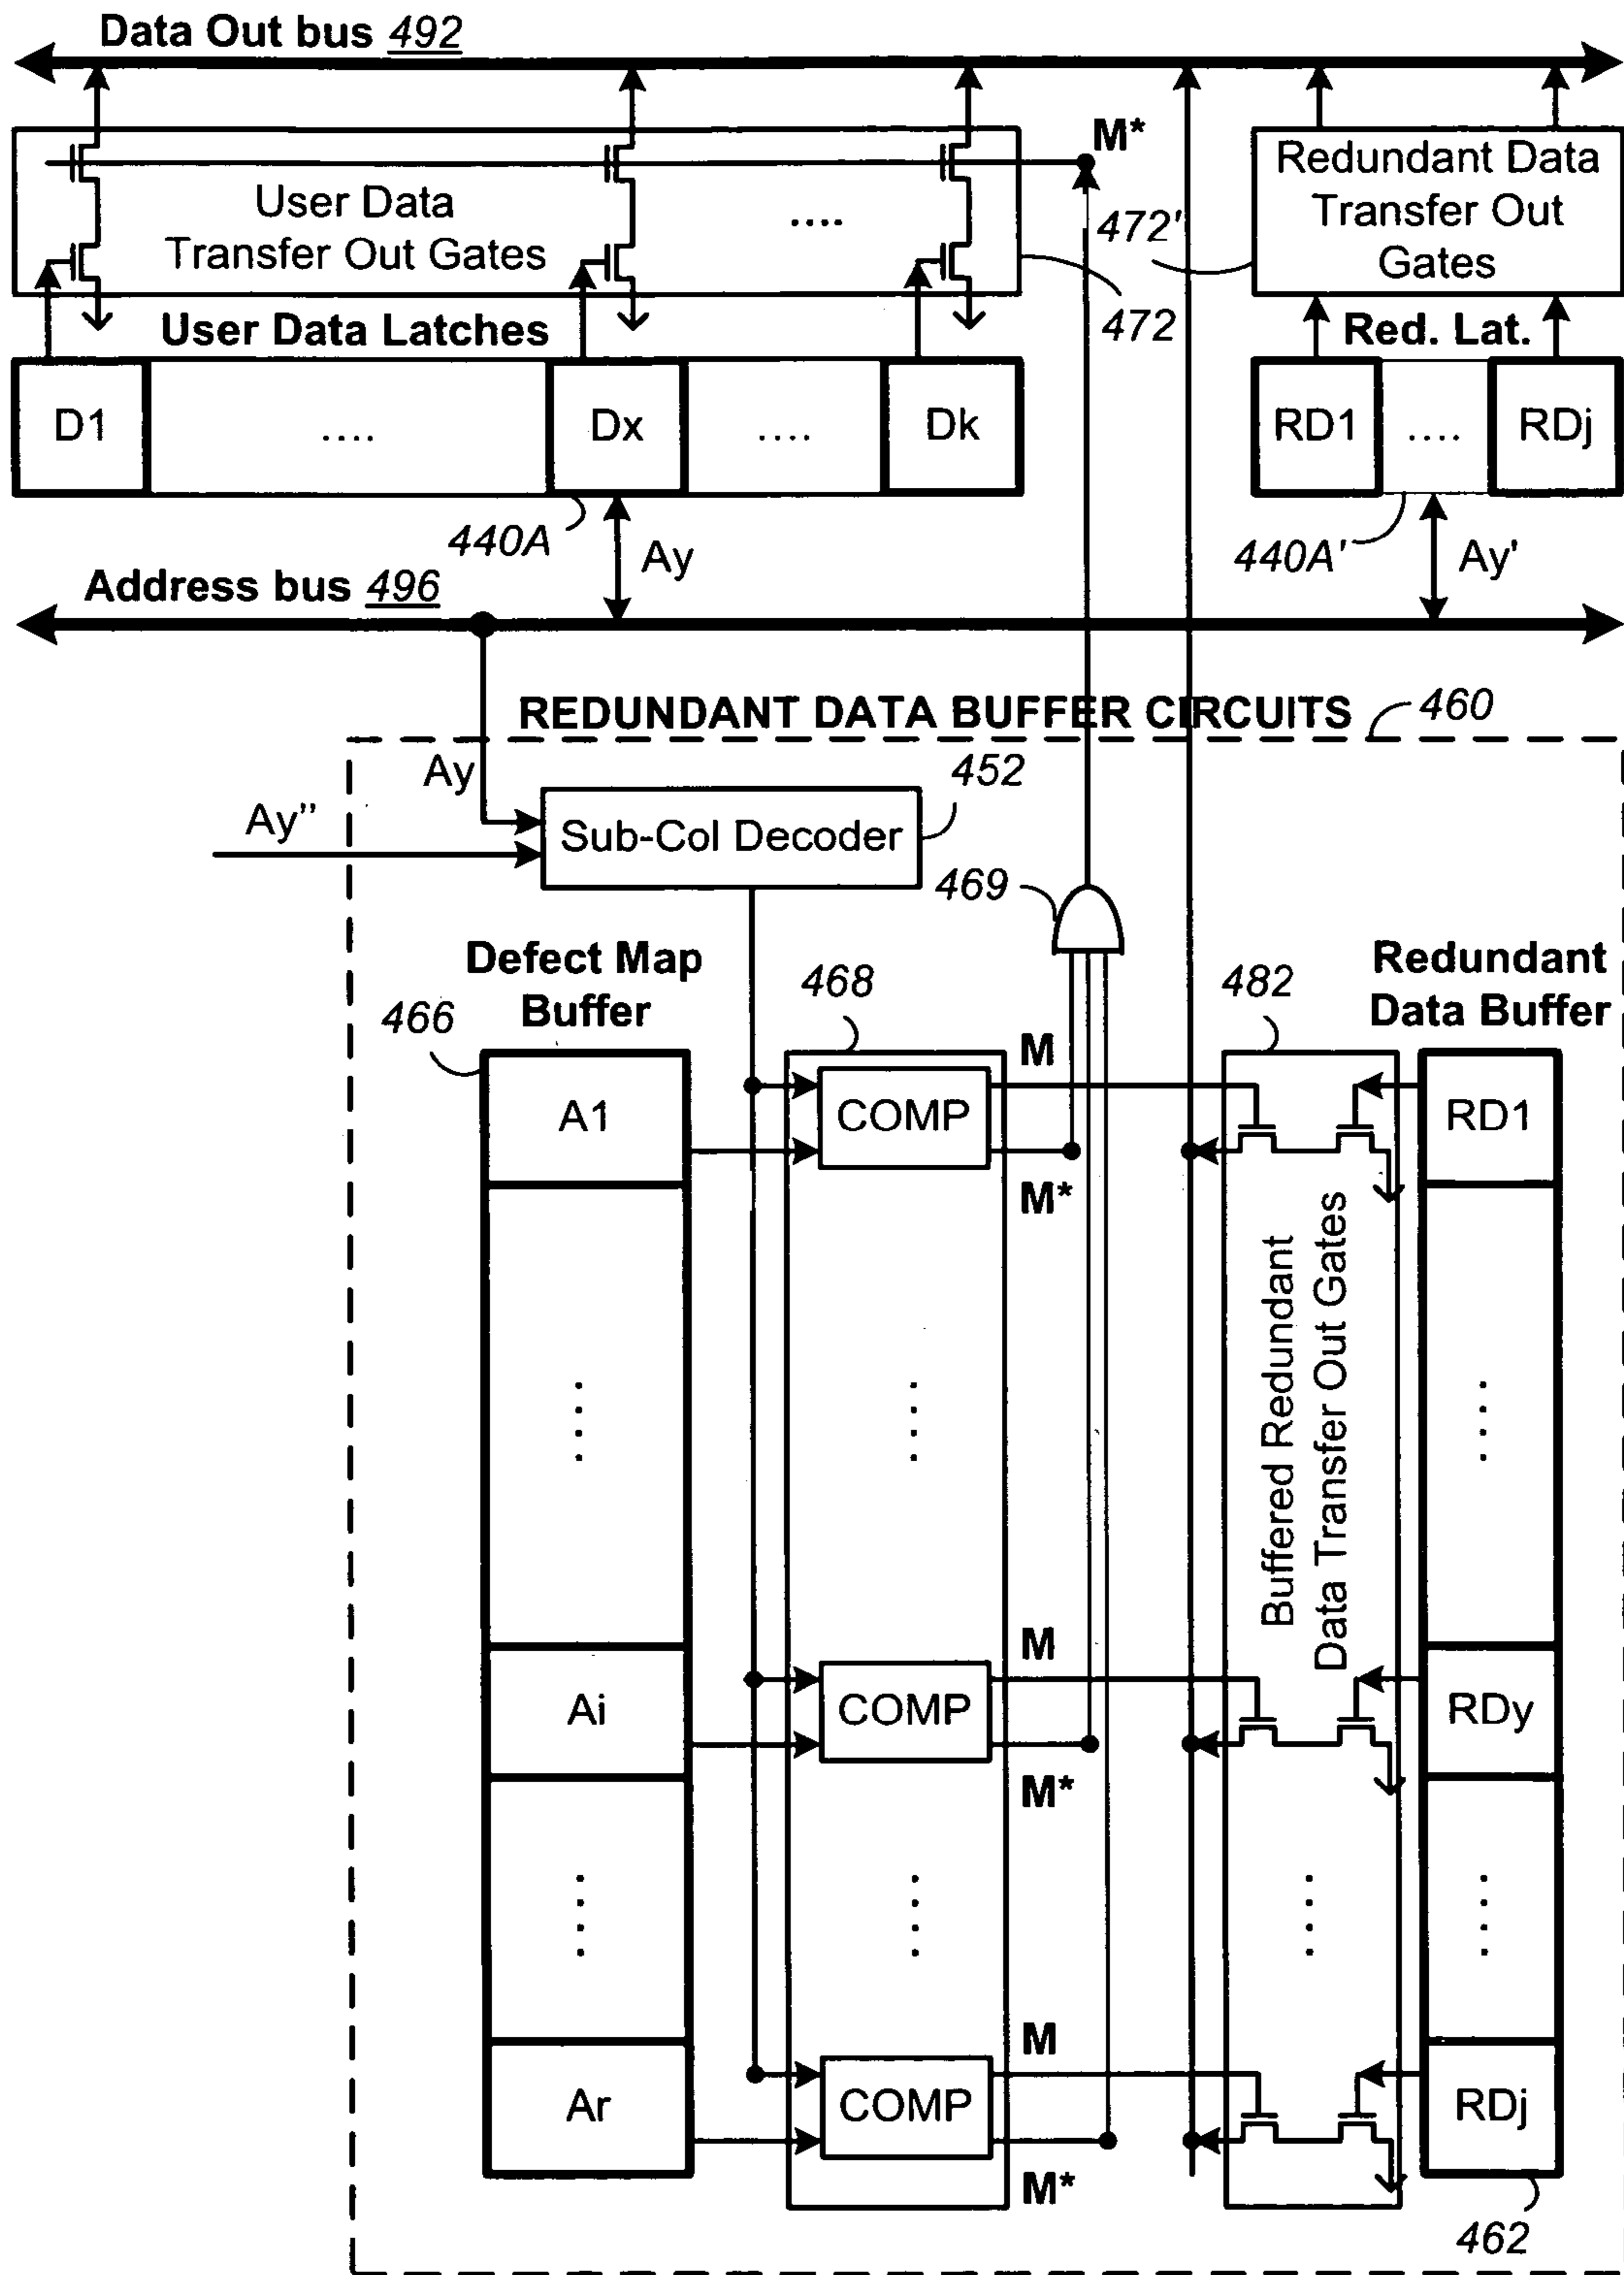 Data Out bus 492
M*
User Data
Transfer Out Gates
....
Redundant Data
Transfer Out
Gates
472'
472
User Data Latches
Red. Lat.
D1
....
Dx
....
Dk
RD1
....
RDj
440A
Ay
440A'
Ay'
Address bus 496
REDUNDANT DATA BUFFER CIRCUITS
460
Ay
Ay''
452
Sub-Col Decoder
469
Defect Map
Buffer
466
468
482
Redundant
Data Buffer
A1
COMP
M
M*
RD1
Buffered Redundant
Data Transfer Out Gates
Ai
COMP
M
M*
RDy
Ar
COMP
M
M*
RDj
462